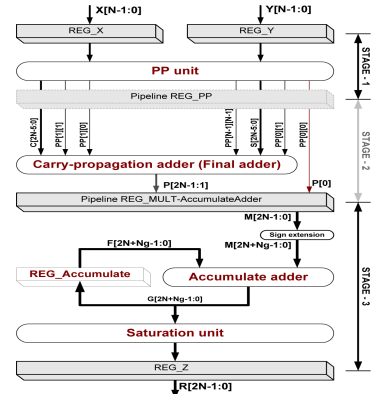 X[N-1:0]
Y[N-1:0]
REG_X
REG_Y
PP unit
STAGE - 1
Pipeline REG_PP
C[2N-5:0]
PP[1][1]
PP[1][0]
PP[N-1][N-1]
S[2N-5:0]
PP[0][1]
PP[0][0]
STAGE - 2
Carry-propagation adder (Final adder)
P[2N-1:1]
P[0]
Pipeline REG_MULT-AccumulateAdder
M[2N-1:0]
Sign extension
F[2N+Ng-1:0]
M[2N+Ng-1:0]
REG_Accumulate
Accumulate adder
STAGE - 3
G[2N+Ng-1:0]
Saturation unit
REG_Z
R[2N-1:0]